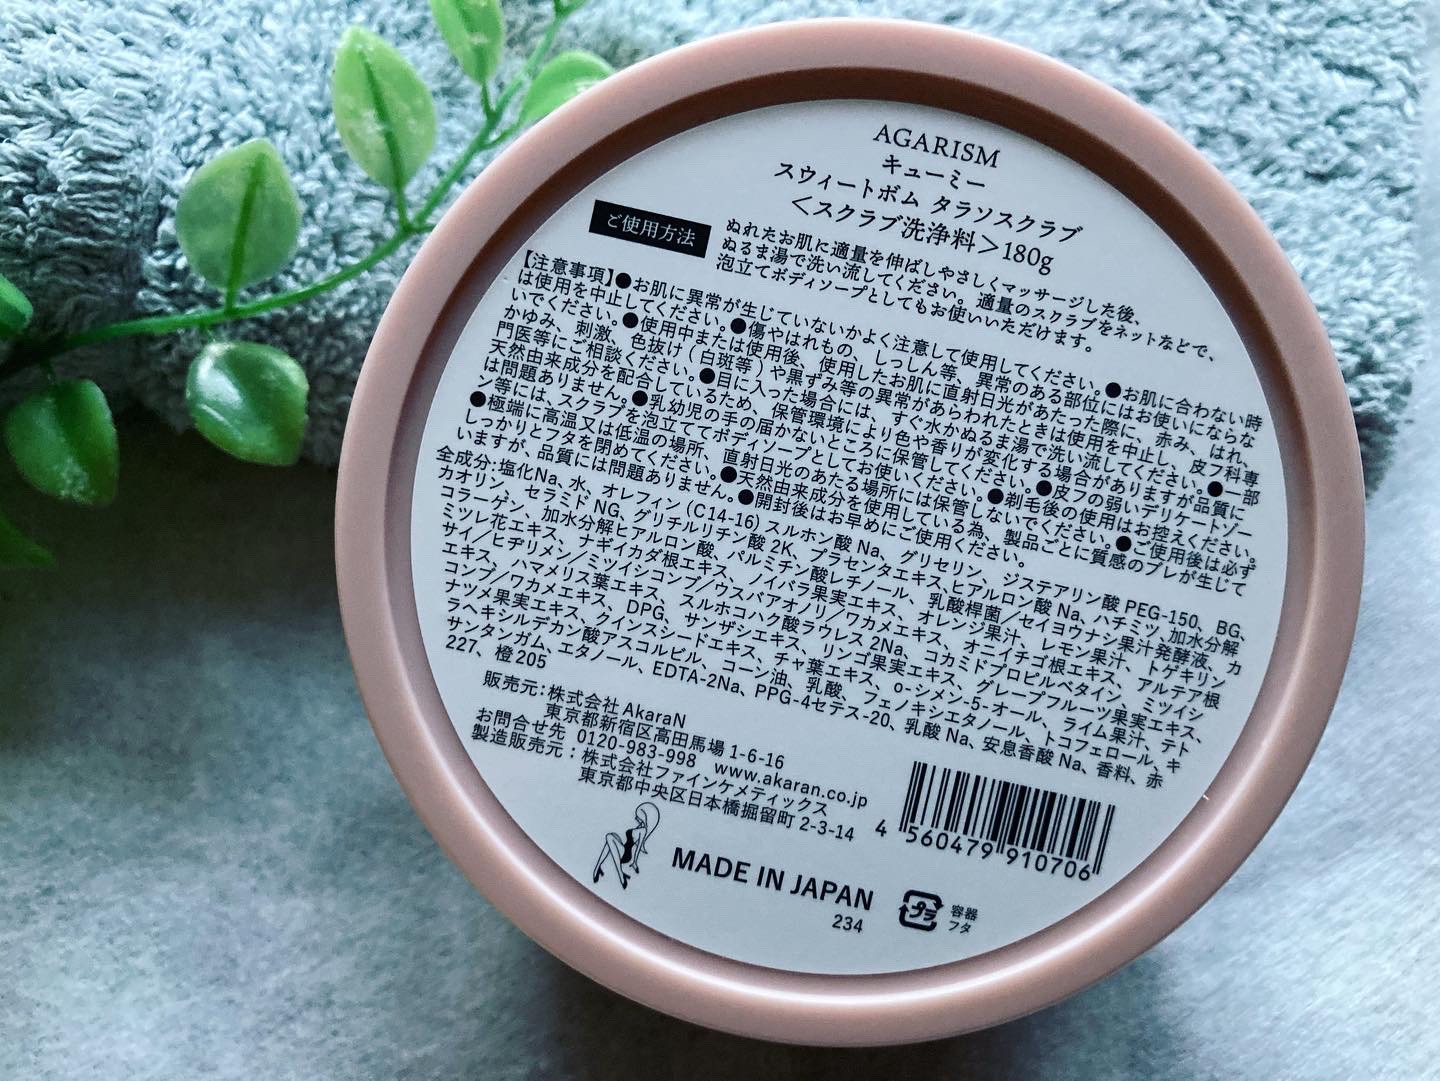 AGARISM
キューミー
スウィートボム タラソスクラブ
＜スクラブ洗浄料＞180g
ご使用方法
ぬれたお肌に適量を伸ばしやさしくマッサージした後、
ぬるま湯で洗い流してください。適量のスクラブをネットなどで、
泡立てボディソープとしてもお使いいただけます。
【注意事項】●お肌に異常が生じていないかよく注意して使用してください。●お肌に合わない時
は使用を中止してください。●傷やはれもの、しっしん等、異常のある部位にはお使いにならな
いでください。●使用中または使用後、使用したお肌に直射日光があたった際に、赤み、はれ、
かゆみ、刺激、色抜け(白斑等)や黒ずみ等の異常があらわれたときは使用を中止し、皮フ科専
門医等にご相談ください。●目に入った場合には、すぐ水かぬるま湯で洗い流してください。●一部
天然由来成分を配合しているため、保管環境により色や香りが変化する場合がありますが品質に
は問題ありません。●乳幼児の手の届かないところに保管してください。●皮フの弱いデリケートゾー
ン等には、スクラブを泡立ててボディソープとしてお使いください。●剃毛後の使用はお控えください。
●極端に高温又は低温の場所、直射日光のあたる場所には保管しないでください。●ご使用後は必ず
しっかりとフタを閉めてください。●天然由来成分を使用している為、製品ごとに質感のブレが生じて
いますが、品質には問題ありません。●開封後はお早めにご使用ください。
全成分:塩化Na、水、オレフィン(C14-16)スルホン酸Na、グリセリン、ジステアリン酸PEG-150、BG、
カオリン、セラミドNG、グリチルリチン酸2K、プラセンタエキス、ヒアルロン酸Na、ハチミツ、加水分解
コラーゲン、加水分解ヒアルロン酸、パルミチン酸レチノール、乳酸桿菌/セイヨウナシ果汁発酵液、カ
ミツレ花エキス、ナギイカダ根エキス、ノイバラ果実エキス、オレンジ果汁、レモン果汁、トゲキリン
サイ/ヒヂリメン/ミツイシコンブ/ウスバアオノリ/ワカメエキス、オニイチゴ根エキス、アルテア根
エキス、ハマメリス葉エキス、スルホコハク酸ラウレス2Na、コカミドプロピルベタイン、ミツイシ
コンブ/ワカメエキス、DPG、サンザシエキス、リンゴ果実エキス、グレープフルーツ果実エキス、
ナツメ果実エキス、クインスシードエキス、チャ葉エキス、o-シメン-5-オール、ライム果汁、テト
ラヘキシルデカン酸アスコルビル、コーン油、乳酸、フェノキシエタノール、トコフェロール、キ
サンタンガム、エタノール、EDTA-2Na、PPG-4セテス-20、乳酸Na、安息香酸Na、香料、赤
227、橙205
販売元:株式会社AkaraN
東京都新宿区高田馬場1-6-16
お問合せ先 0120-983-998 www.akaran.co.jp
製造販売元:株式会社ファインケメティックス
東京都中央区日本橋堀留町2-3-14
4 560479 910706
MADE IN JAPAN
234
プラ
容器
フタ